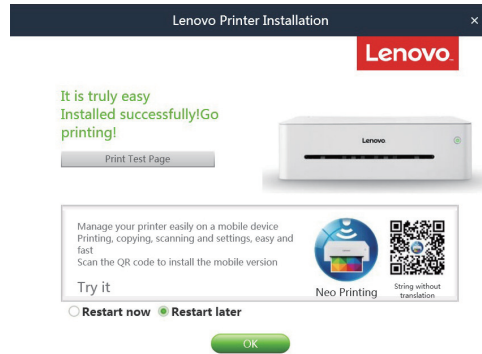 Lenovo Printer Installation
×
Lenovo
It is truly easy
Installed successfully!Go
printing!
Print Test Page
Lenovo
Manage your printer easily on a mobile device
Printing, copying, scanning and settings, easy and
fast
Scan the QR code to install the mobile version
Try it
Neo Printing
String without
translation
Restart now
Restart later
OK